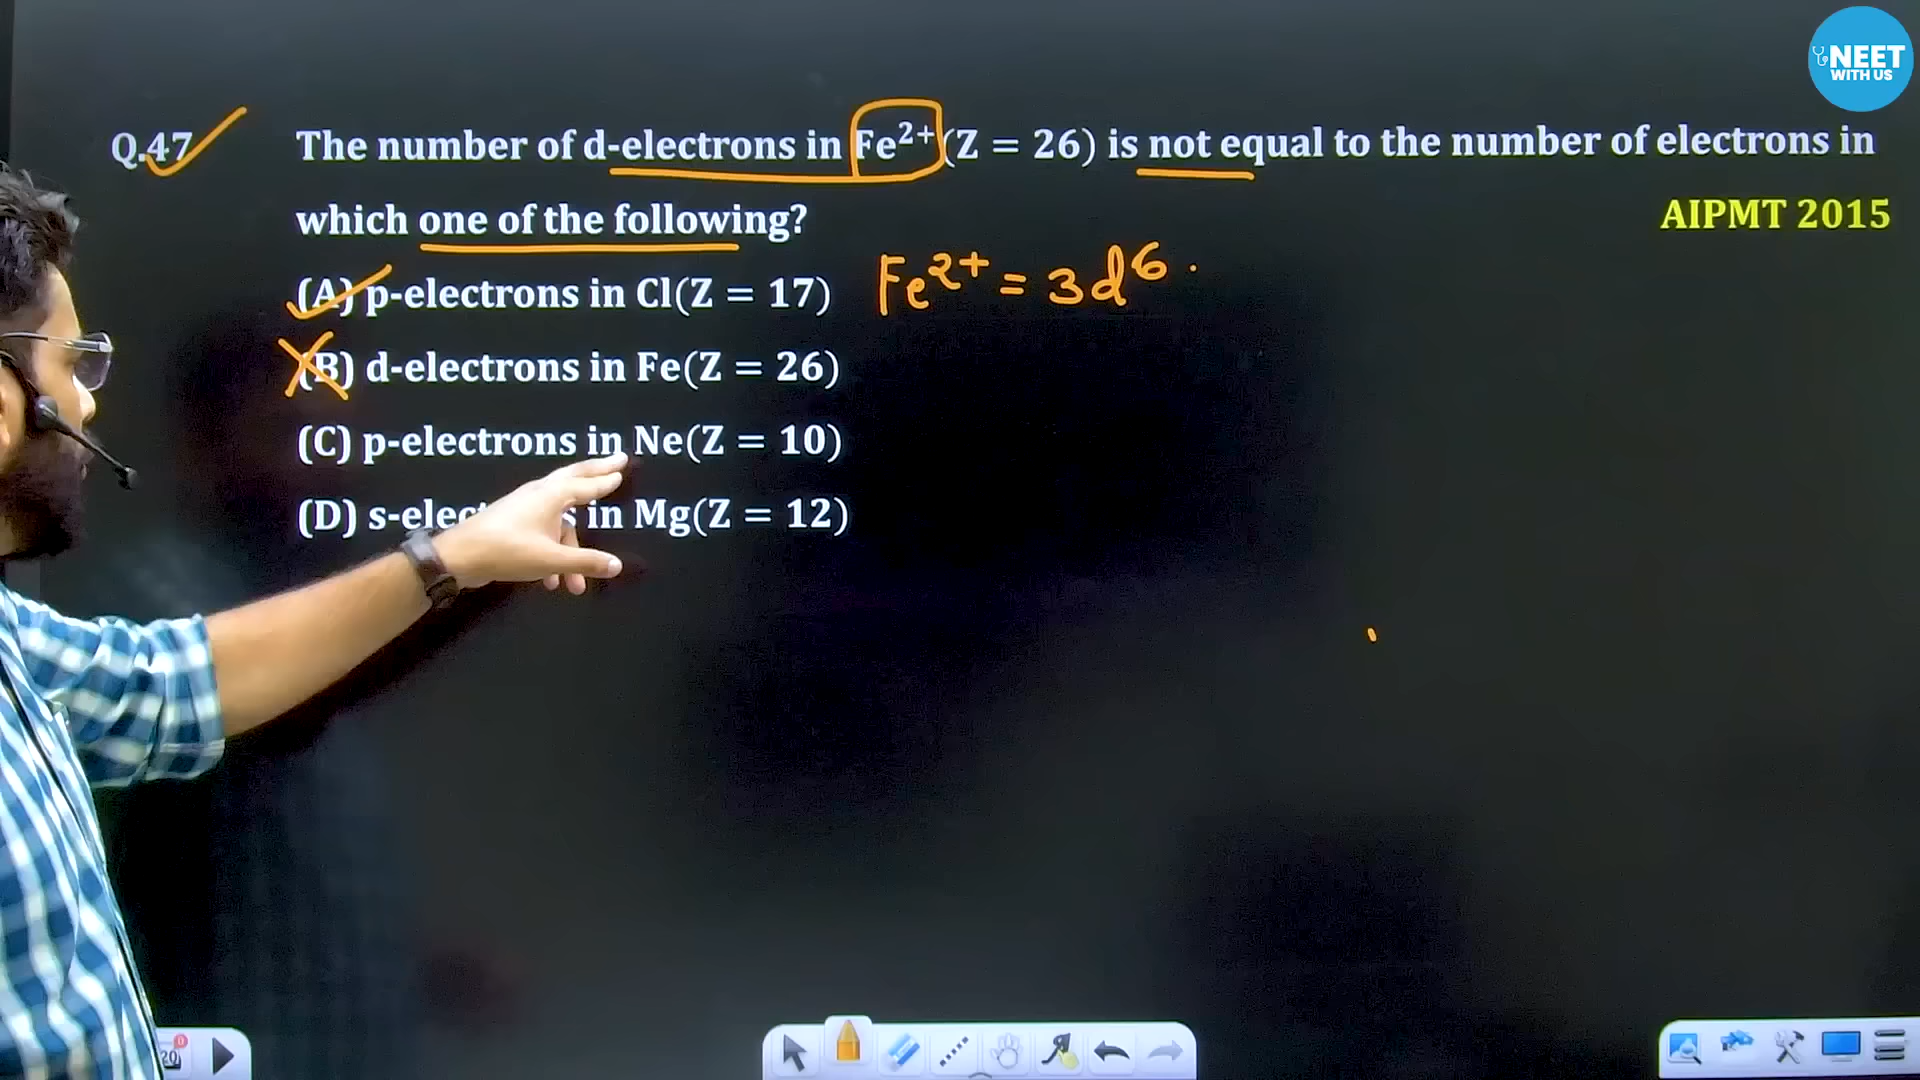 NEET
WITH US
Q.47 The number of d-electrons in Fe²⁺(Z = 26) is not equal to the number of electrons in
which one of the following?
AIPMT 2015
(A) p-electrons in Cl(Z = 17)
Fe²⁺ = 3d⁶
(B) d-electrons in Fe(Z = 26)
(C) p-electrons in Ne(Z = 10)
(D) in Mg(Z = 12)
20
0